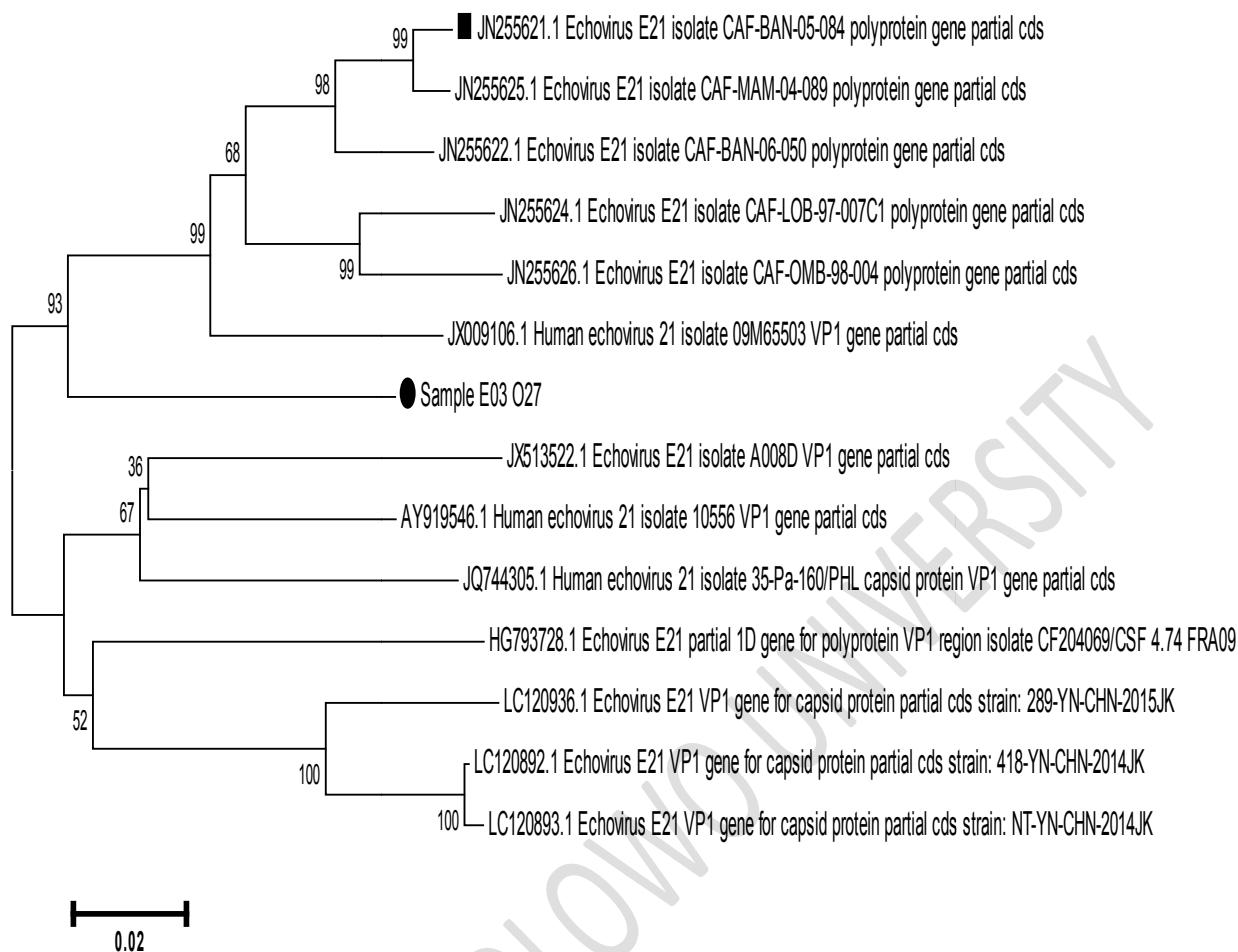 JN255621.1 Echovirus E21 isolate CAF-BAN-05-084 polyprotein gene partial cds
99
JN255625.1 Echovirus E21 isolate CAF-MAM-04-089 polyprotein gene partial cds
98
JN255622.1 Echovirus E21 isolate CAF-BAN-06-050 polyprotein gene partial cds
68
JN255624.1 Echovirus E21 isolate CAF-LOB-97-007C1 polyprotein gene partial cds
99
99
JN255626.1 Echovirus E21 isolate CAF-OMB-98-004 polyprotein gene partial cds
93
JX009106.1 Human echovirus 21 isolate 09M65503 VP1 gene partial cds
Sample E03 O27
JX513522.1 Echovirus E21 isolate A008D VP1 gene partial cds
36
67
AY919546.1 Human echovirus 21 isolate 10556 VP1 gene partial cds
JQ744305.1 Human echovirus 21 isolate 35-Pa-160/PHL capsid protein VP1 gene partial cds
HG793728.1 Echovirus E21 partial 1D gene for polyprotein VP1 region isolate CF204069/CSF 4.74 FRA09
52
LC120936.1 Echovirus E21 VP1 gene for capsid protein partial cds strain: 289-YN-CHN-2015JK
100
LC120892.1 Echovirus E21 VP1 gene for capsid protein partial cds strain: 418-YN-CHN-2014JK
100
LC120893.1 Echovirus E21 VP1 gene for capsid protein partial cds strain: NT-YN-CHN-2014JK
0.02
UNIVERSITY